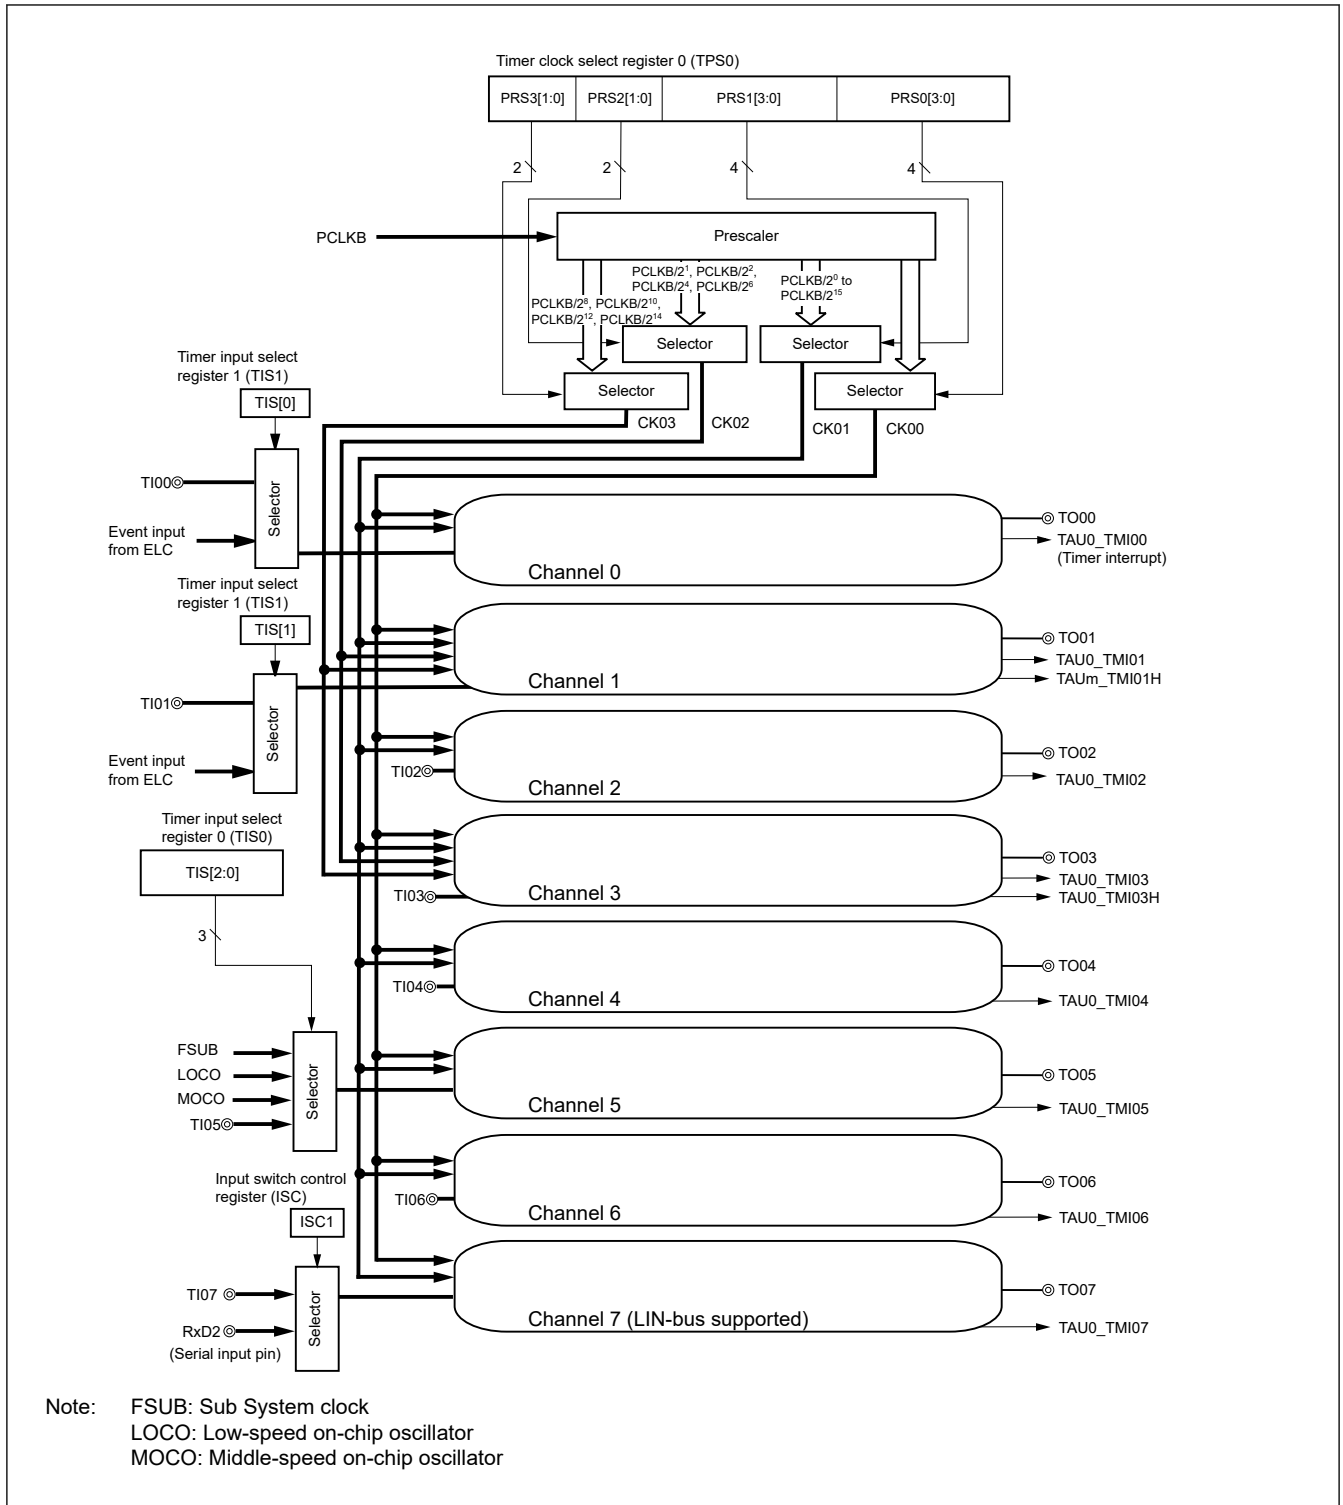 Timer clock select register 0 (TPS0)
PRS3[1:0] PRS2[1:0] PRS1[3:0] PRS0[3:0]
2 2 4 4
PCLKB
Prescaler
PCLKB/2¹, PCLKB/2²,
PCLKB/2⁴, PCLKB/2⁶
PCLKB/2⁰ to
PCLKB/2¹⁵
PCLKB/2⁸, PCLKB/2¹⁰,
PCLKB/2¹², PCLKB/2¹⁴
Selector Selector
Selector Selector
CK03 CK02 CK01 CK00
Timer input select
register 1 (TIS1)
TIS[0]
TI00
Selector
Event input
from ELC
Channel 0
TO00
TAU0_TMI00
(Timer interrupt)
Timer input select
register 1 (TIS1)
TIS[1]
TI01
Selector
Event input
from ELC
Channel 1
TO01
TAU0_TMI01
TAUm_TMI01H
TI02
Channel 2
TO02
TAU0_TMI02
Timer input select
register 0 (TIS0)
TIS[2:0]
3
TI03
Channel 3
TO03
TAU0_TMI03
TAU0_TMI03H
TI04
Channel 4
TO04
TAU0_TMI04
FSUB
LOCO
MOCO
TI05
Selector
Channel 5
TO05
TAU0_TMI05
TI06
Channel 6
TO06
TAU0_TMI06
Input switch control
register (ISC)
ISC1
TI07
RxD2
(Serial input pin)
Selector
Channel 7 (LIN-bus supported)
TO07
TAU0_TMI07
Note: FSUB: Sub System clock
LOCO: Low-speed on-chip oscillator
MOCO: Middle-speed on-chip oscillator